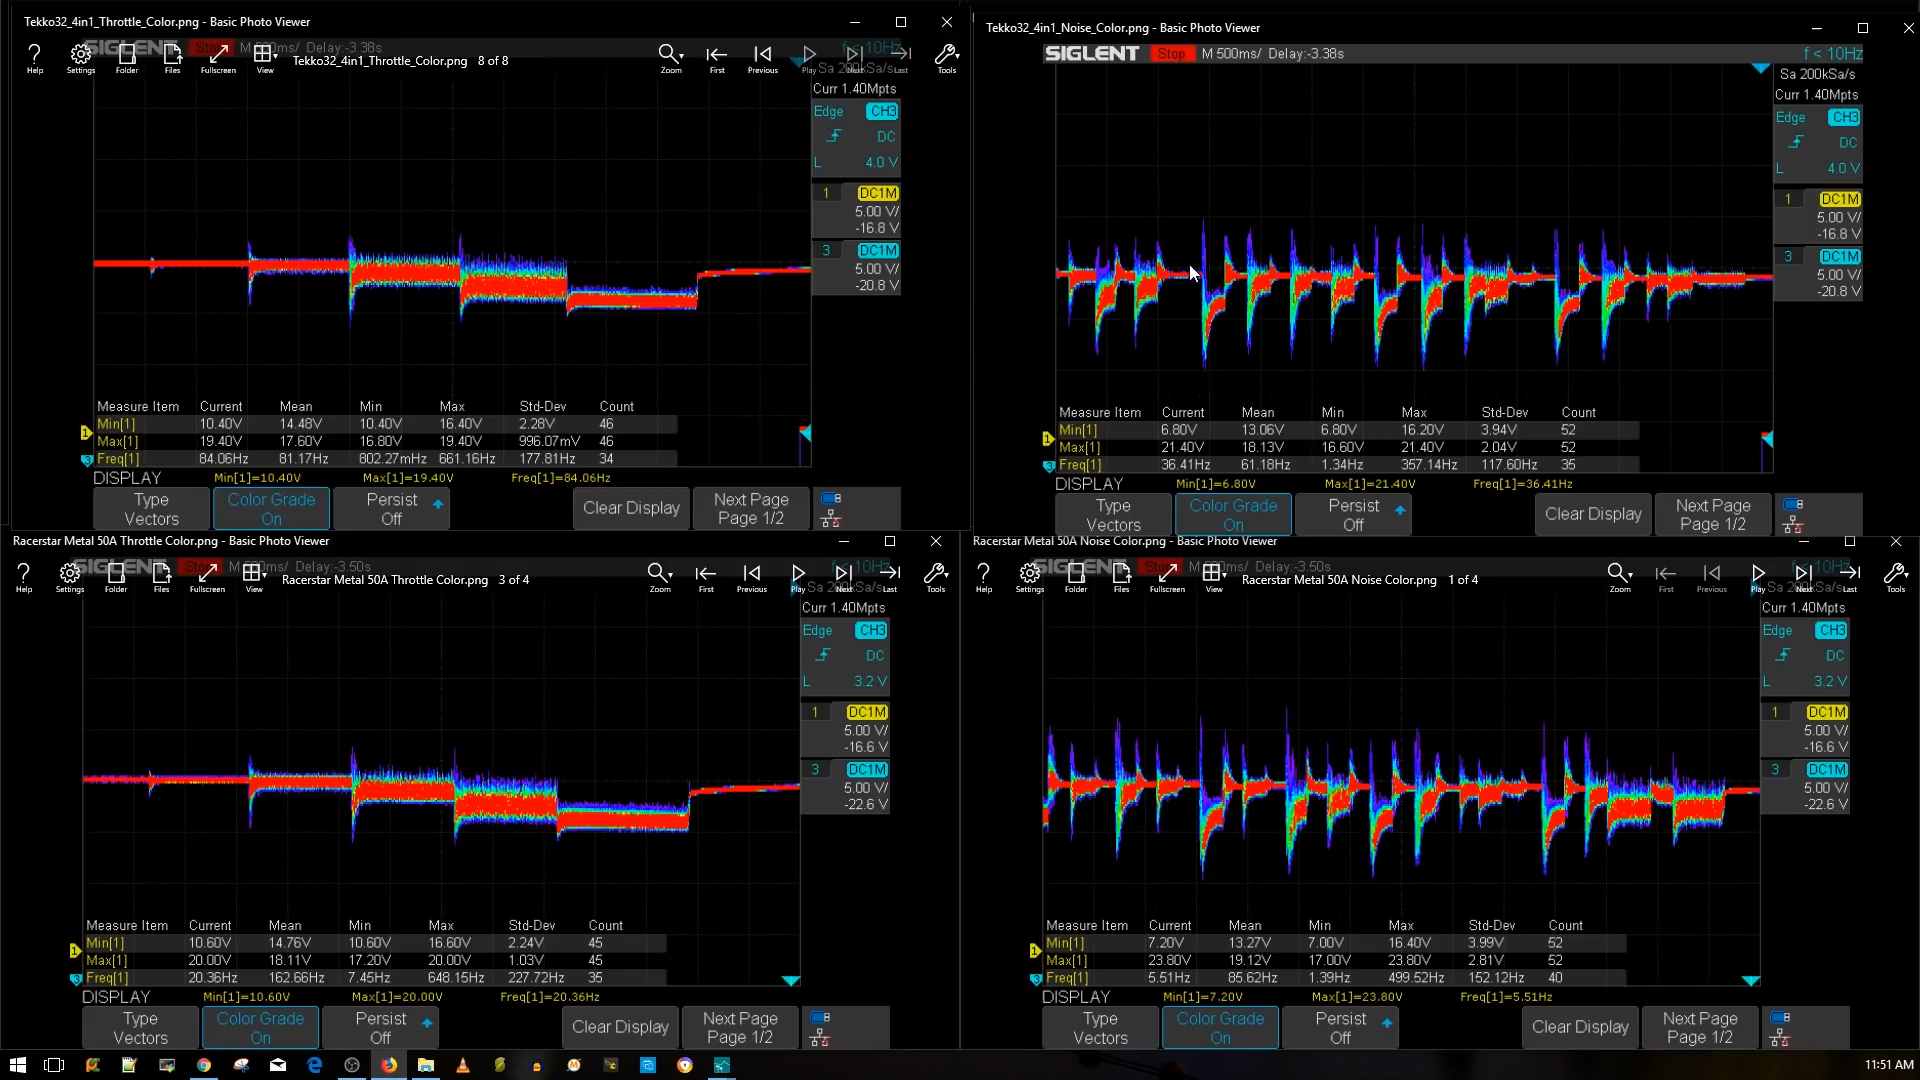 Tekko32_4in1_Throttle_Color.png - Basic Photo Viewer
SIGLENT Stop M 500ms/ Delay:-3.38s f < 10Hz
Help Settings Folder Files Fullscreen View Tekko32_4in1_Throttle_Color.png 8 of 8 Zoom First Previous Play Next Last Tools
Sa 200kSa/s
Curr 1.40Mpts
Edge CH3
DC
L 4.0 V
1 DC1M
5.00 V/
-16.8 V
3 DC1M
5.00 V/
-20.8 V
Measure Item Current Mean Min Max Std-Dev Count
Min[1] 10.40V 14.48V 10.40V 16.40V 2.28V 46
Max[1] 19.40V 17.60V 16.80V 19.40V 996.07mV 46
Freq[1] 84.06Hz 81.17Hz 802.27mHz 661.16Hz 177.81Hz 34
DISPLAY Min[1]=10.40V Max[1]=19.40V Freq[1]=84.06Hz
Type Vectors Color Grade On Persist Off Clear Display Next Page Page 1/2
Tekko32_4in1_Noise_Color.png - Basic Photo Viewer
SIGLENT Stop M 500ms/ Delay:-3.38s f < 10Hz
Sa 200kSa/s
Curr 1.40Mpts
Edge CH3
DC
L 4.0 V
1 DC1M
5.00 V/
-16.8 V
3 DC1M
5.00 V/
-20.8 V
Measure Item Current Mean Min Max Std-Dev Count
Min[1] 6.80V 13.06V 6.80V 16.20V 3.94V 52
Max[1] 21.40V 18.13V 16.60V 21.40V 2.04V 52
Freq[1] 36.41Hz 61.18Hz 1.34Hz 357.14Hz 117.60Hz 35
DISPLAY Min[1]=6.80V Max[1]=21.40V Freq[1]=36.41Hz
Type Vectors Color Grade On Persist Off Clear Display Next Page Page 1/2
Racerstar Metal 50A Throttle Color.png - Basic Photo Viewer
SIGLENT Stop M 500ms/ Delay:-3.50s
Help Settings Folder Files Fullscreen View Racerstar Metal 50A Throttle Color.png 3 of 4 Zoom First Previous Play Next Last Tools
Sa 200kSa/s
Curr 1.40Mpts
Edge CH3
DC
L 3.2 V
1 DC1M
5.00 V/
-16.6 V
3 DC1M
5.00 V/
-22.6 V
Measure Item Current Mean Min Max Std-Dev Count
Min[1] 10.60V 14.76V 10.60V 16.60V 2.24V 45
Max[1] 20.00V 18.11V 17.20V 20.00V 1.03V 45
Freq[1] 20.36Hz 162.66Hz 7.45Hz 648.15Hz 227.72Hz 35
DISPLAY Min[1]=10.60V Max[1]=20.00V Freq[1]=20.36Hz
Type Vectors Color Grade On Persist Off Clear Display Next Page Page 1/2
Racerstar Metal 50A Noise Color.png - Basic Photo Viewer
SIGLENT Stop M 500ms/ Delay:-3.50s
Help Settings Folder Files Fullscreen View Racerstar Metal 50A Noise Color.png 1 of 4 Zoom First Previous Play Next Last Tools
Sa 200kSa/s
Curr 1.40Mpts
Edge CH3
DC
L 3.2 V
1 DC1M
5.00 V/
-16.6 V
3 DC1M
5.00 V/
-22.6 V
Measure Item Current Mean Min Max Std-Dev Count
Min[1] 7.20V 13.27V 7.00V 16.40V 3.99V 52
Max[1] 23.80V 19.12V 17.00V 23.80V 2.81V 52
Freq[1] 5.51Hz 85.62Hz 1.39Hz 499.52Hz 152.12Hz 40
DISPLAY Min[1]=7.20V Max[1]=23.80V Freq[1]=5.51Hz
Type Vectors Color Grade On Persist Off Clear Display Next Page Page 1/2
11:51 AM